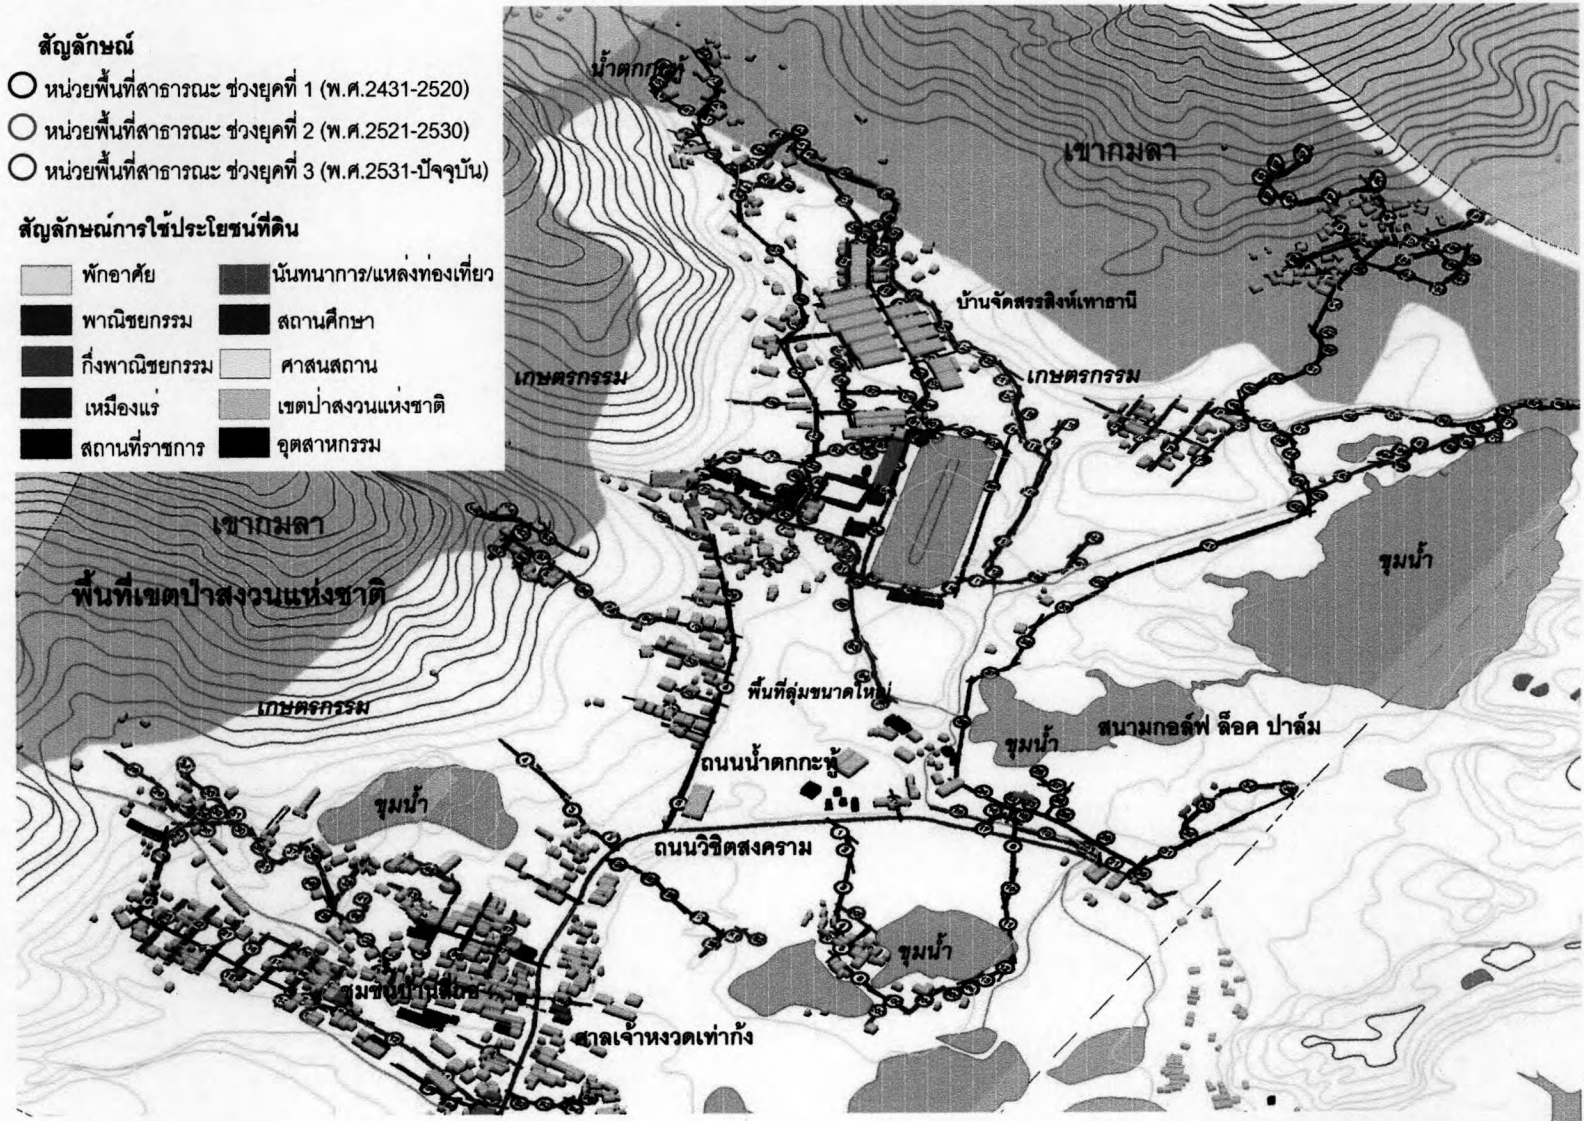 สัญลักษณ์
หน่วยพื้นที่สาธารณะ ช่วงยุคที่ 1 (พ.ศ.2431-2520)
หน่วยพื้นที่สาธารณะ ช่วงยุคที่ 2 (พ.ศ.2521-2530)
หน่วยพื้นที่สาธารณะ ช่วงยุคที่ 3 (พ.ศ.2531-ปัจจุบัน)
สัญลักษณ์การใช้ประโยชน์ที่ดิน
พักอาศัย
นันทนาการ/แหล่งท่องเที่ยว
พาณิชยกรรม
สถานศึกษา
กึ่งพาณิชยกรรม
ศาสนสถาน
เหมืองแร่
เขตป่าสงวนแห่งชาติ
สถานที่ราชการ
อุตสาหกรรม
น้ำตกกะทู้
เขากมลา
บ้านจัดสรรสิงห์เทาธานี
เกษตรกรรม
เกษตรกรรม
เขากมลา
ขุมน้ำ
พื้นที่เขตป่าสงวนแห่งชาติ
เกษตรกรรม
พื้นที่ลุ่มขนาดใหญ่
สนามกอล์ฟ ล็อค ปาล์ม
ขุมน้ำ
ถนนน้ำตกกะทู้
ขุมน้ำ
ถนนวิชิตสงคราม
ขุมน้ำ
ศาลเจ้าหงวดเท่าก้ง